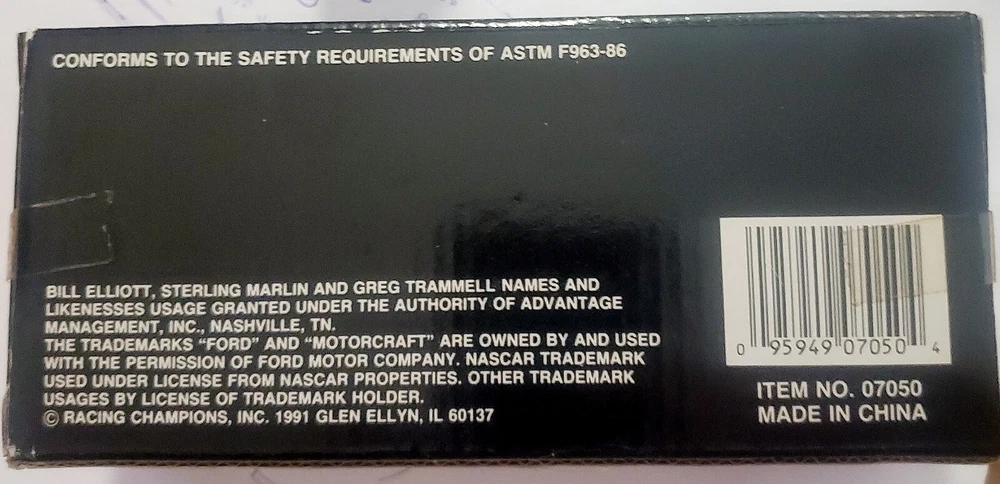 CONFORMS TO THE SAFETY REQUIREMENTS OF ASTM F963-86
BILL ELLIOTT, STERLING MARLIN AND GREG TRAMMELL NAMES AND
LIKENESSES USAGE GRANTED UNDER THE AUTHORITY OF ADVANTAGE
MANAGEMENT, INC., NASHVILLE, TN.
THE TRADEMARKS “FORD” AND “MOTORCRAFT” ARE OWNED BY AND USED
WITH THE PERMISSION OF FORD MOTOR COMPANY. NASCAR TRADEMARK
USED UNDER LICENSE FROM NASCAR PROPERTIES. OTHER TRADEMARK
USAGES BY LICENSE OF TRADEMARK HOLDER.
© RACING CHAMPIONS, INC. 1991 GLEN ELLYN, IL 60137
0 95949 07050 4
ITEM NO. 07050
MADE IN CHINA